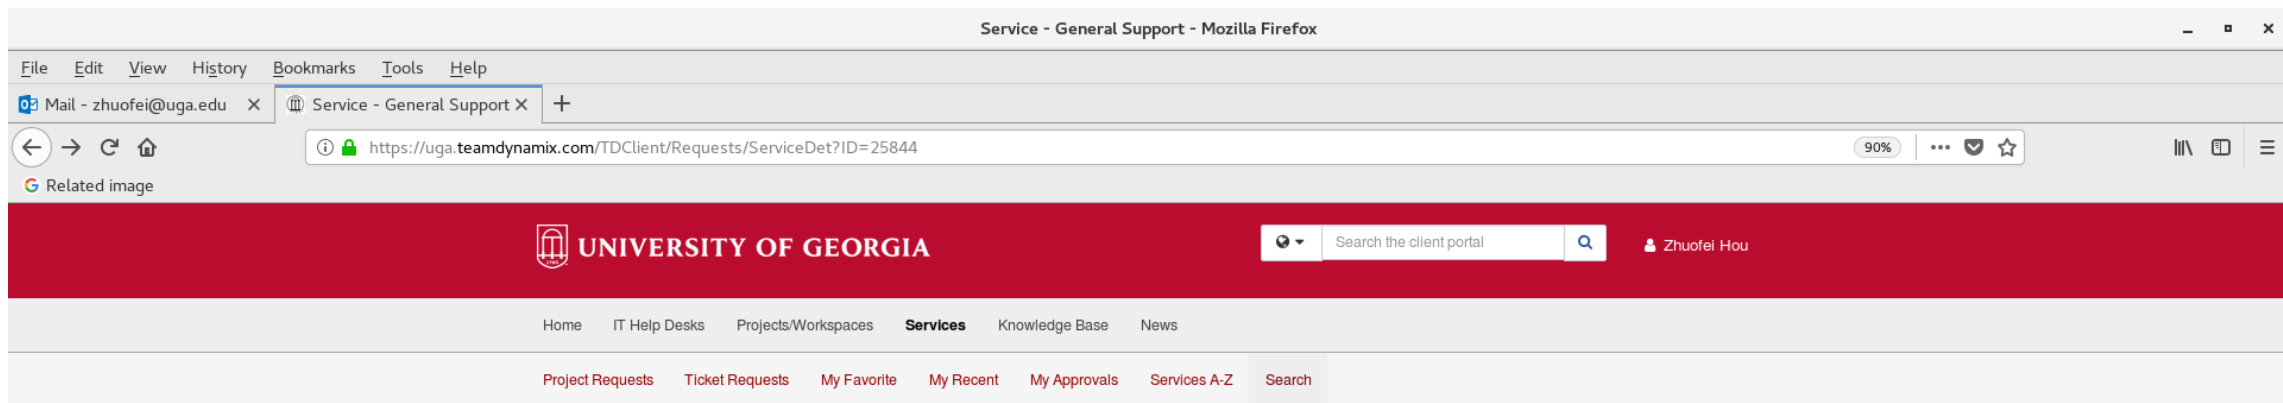 Service - General Support - Mozilla Firefox
File Edit View History Bookmarks Tools Help
Mail - zhuofei@uga.edu Service - General Support
https://uga.teamdynamix.com/TDClient/Requests/ServiceDet?ID=25844 90%
Related image
UNIVERSITY OF GEORGIA Search the client portal Zhuofei Hou
Home IT Help Desks Projects/Workspaces Services Knowledge Base News
Project Requests Ticket Requests My Favorite My Recent My Approvals Services A-Z Search